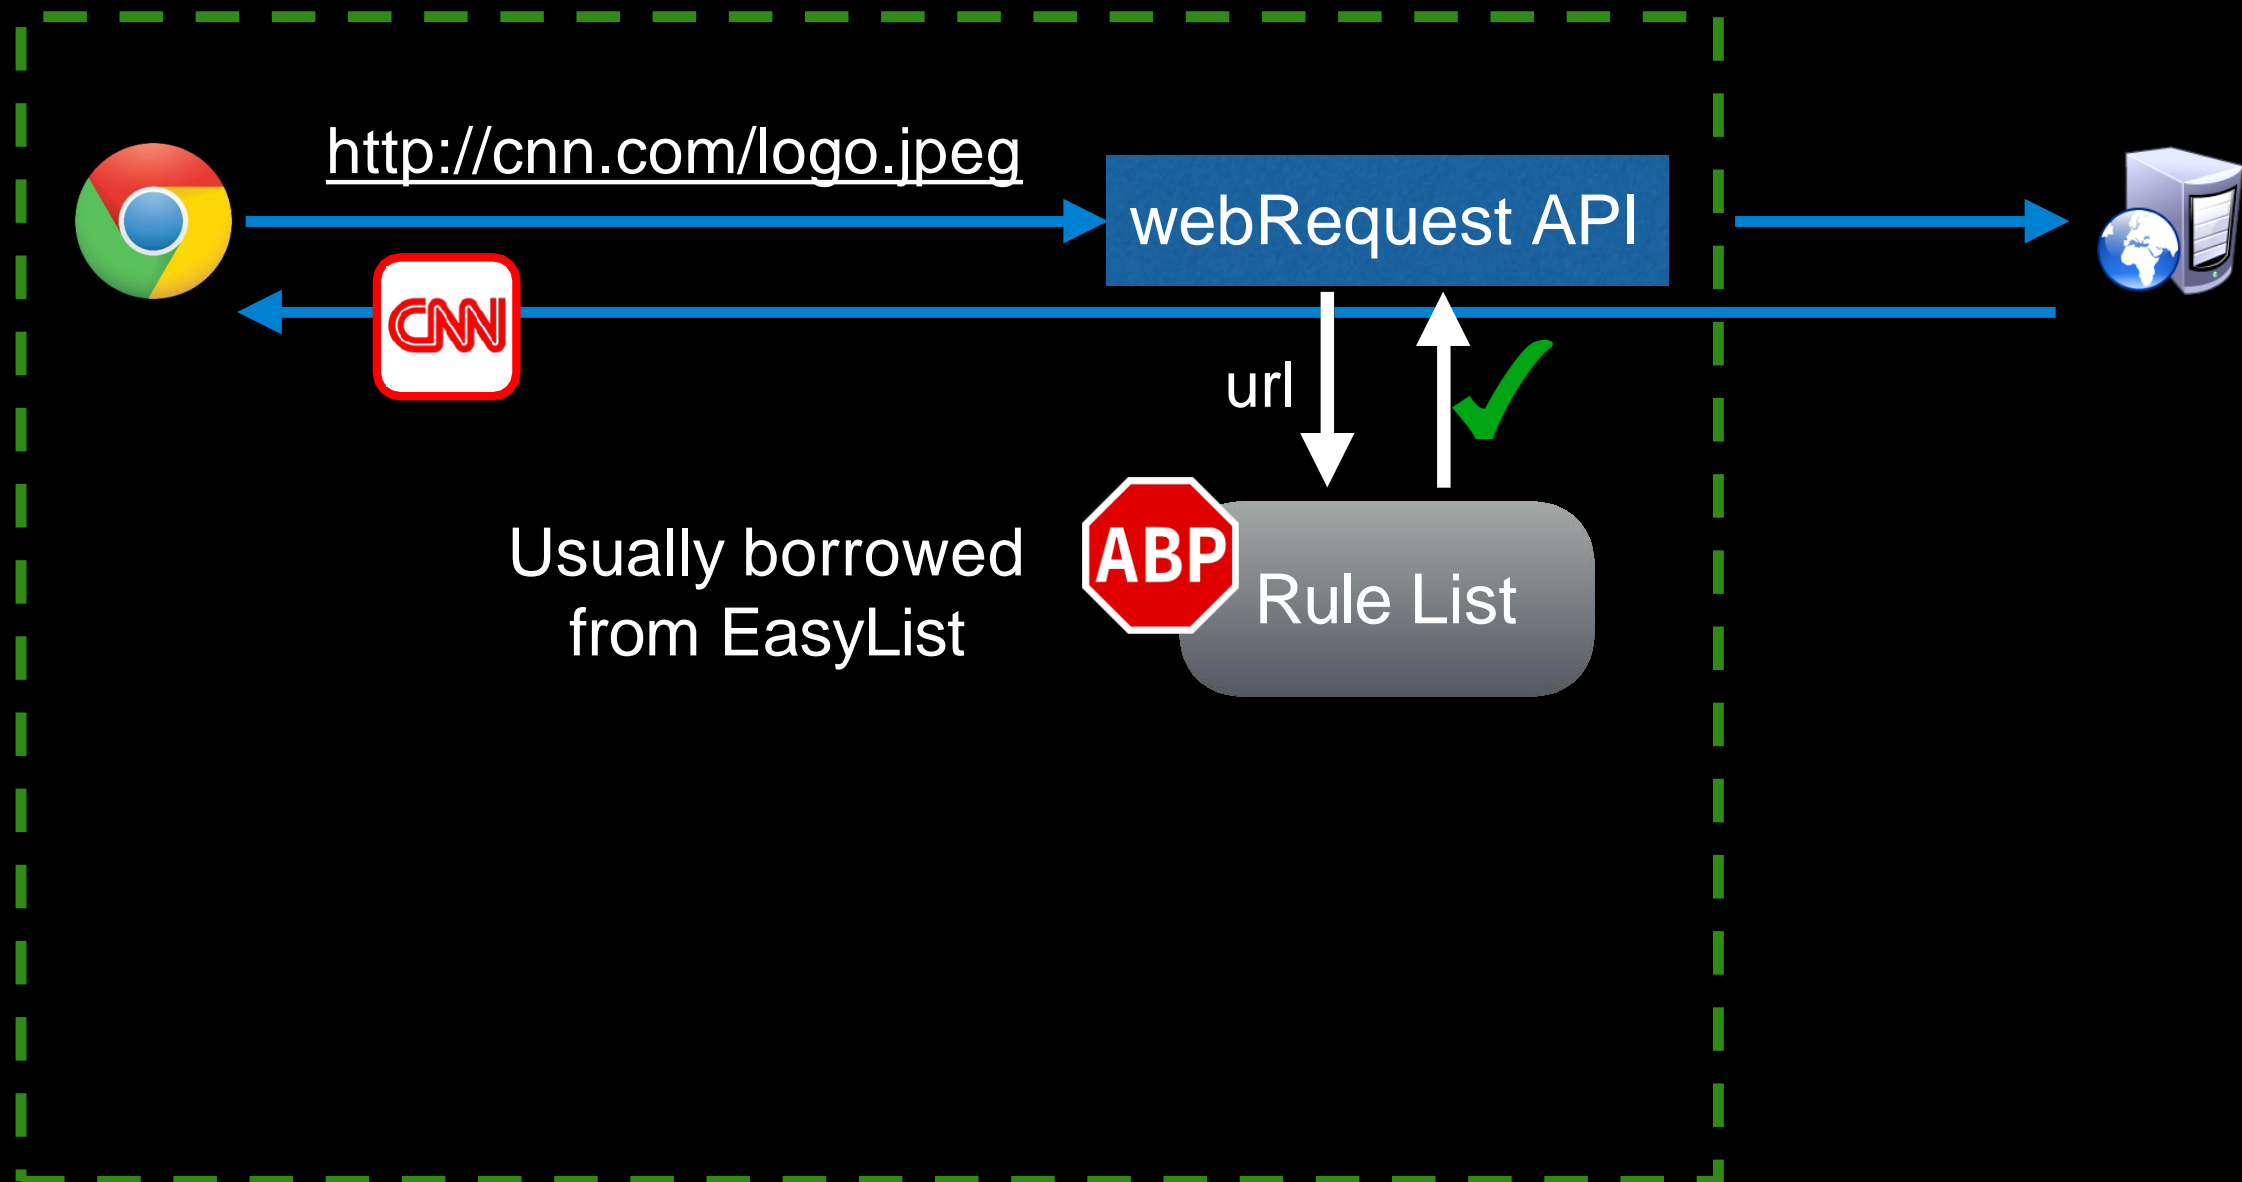 http://cnn.com/logo.jpeg
webRequest API
CNN
url
ABP
Usually borrowed
from EasyList
Rule List